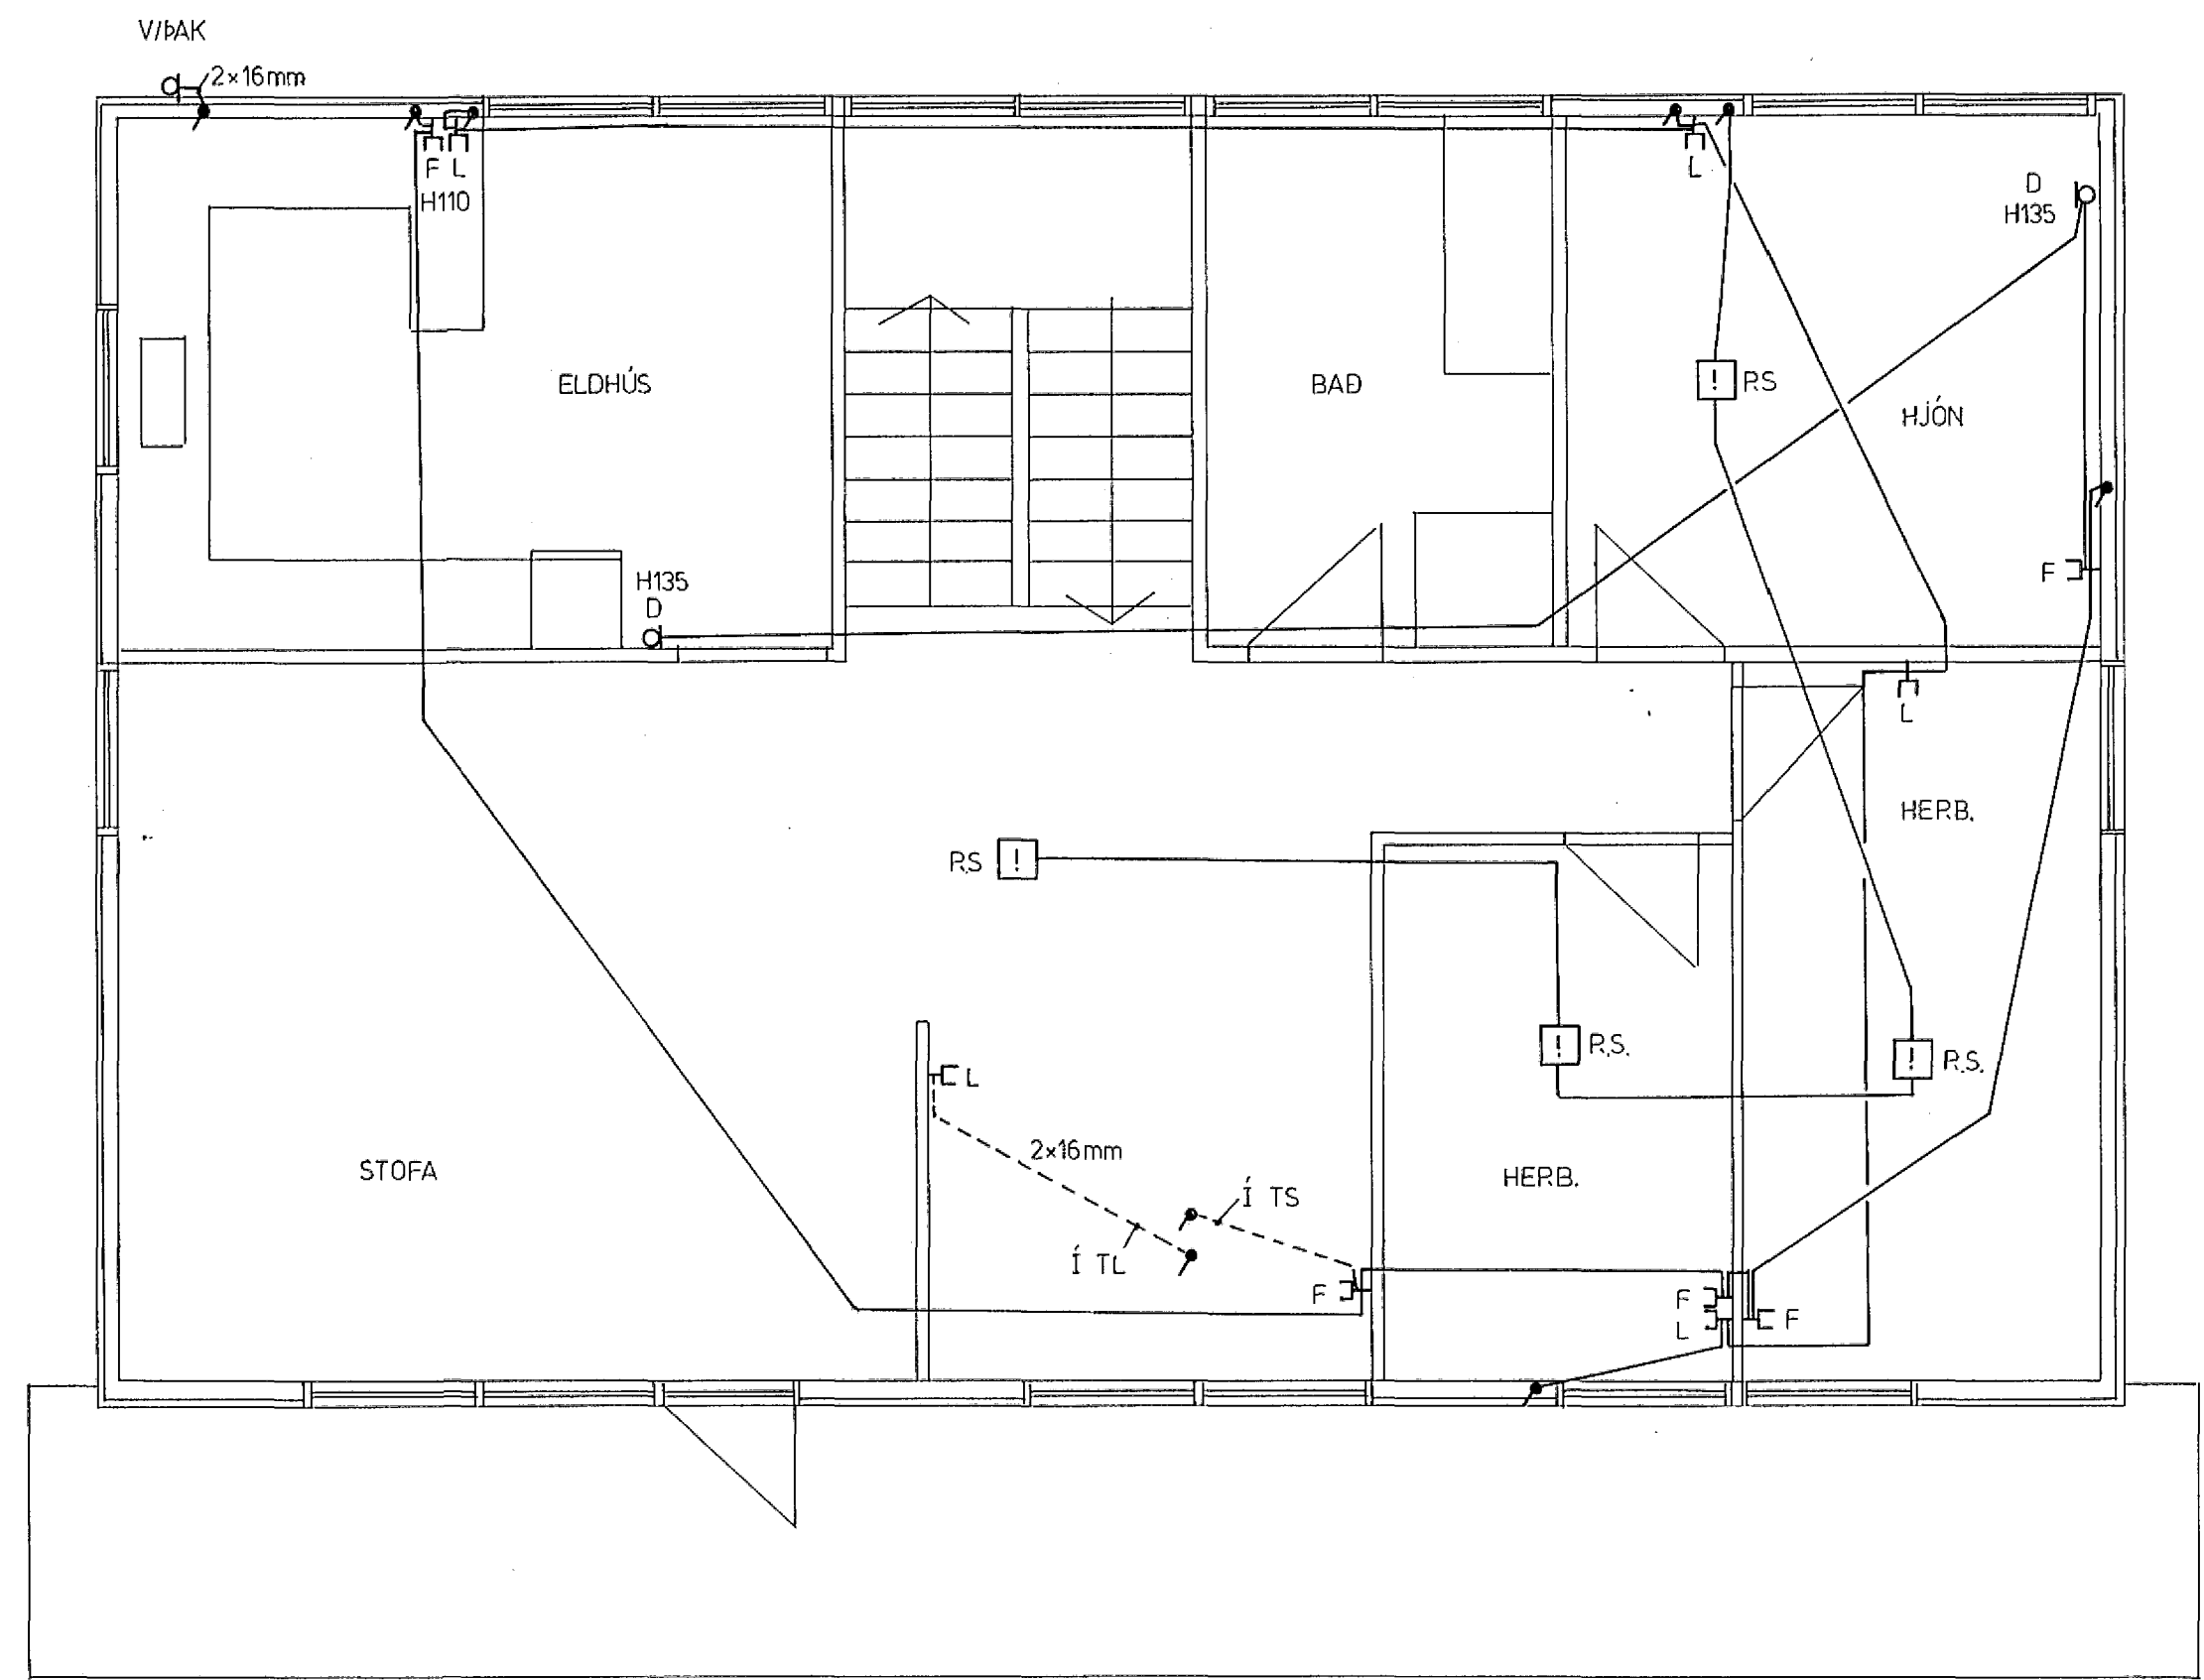 V/ÞAK
2×16mm
F L
H110
L
D
H135
ELDHÚS
BAÐ
! R.S
HJÓN
H135
D
F
L
HERB.
R.S !
! R.S.
! R.S.
L
2×16mm
STOFA
HERB.
Í TS
Í TL
F
F
L
F